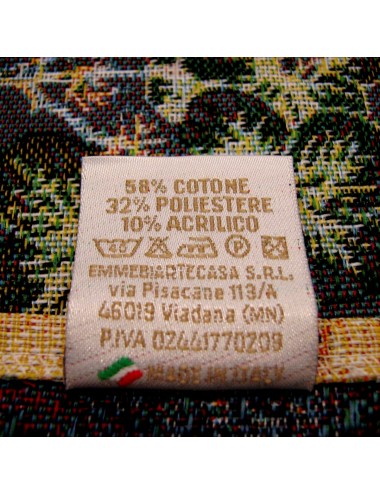 58% COTONE
32% POLIESTERE
10% ACRILICO
EMMEBIARTECASA S.R.L.
via Pisacane 113/A
46019 Viadana (MN)
P.IVA 02441770209
MADE IN ITALY